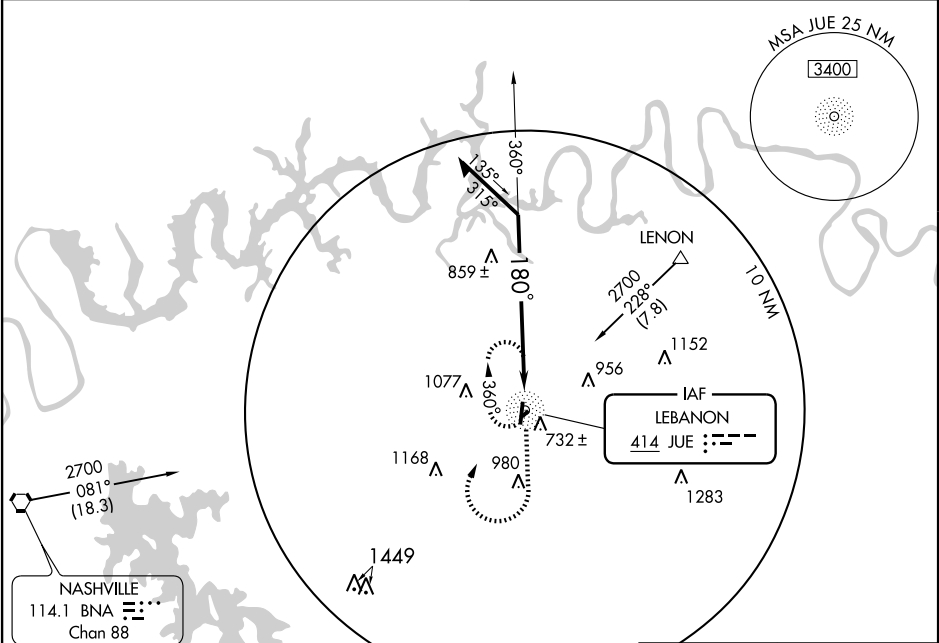 MSA JUE 25 NM
3400
360°
135°
315°
LENON
859 ±
180°
2700
228°
(7.8)
10 NM
1152
956
1077
360°
IAF
LEBANON
414 JUE
732 ±
1168
980
1283
2700
081°
(18.3)
1449
NASHVILLE
114.1 BNA
Chan 88